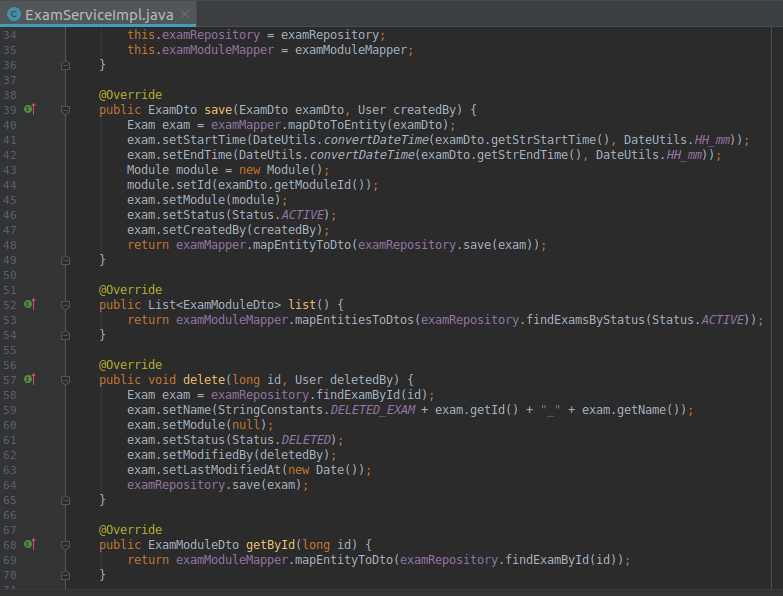 ExamServiceImpl.java
34 this.examRepository = examRepository;
35 this.examModuleMapper = examModuleMapper;
36 }
37
38 @Override
39 public ExamDto save(ExamDto examDto, User createdBy) {
40 Exam exam = examMapper.mapDtoToEntity(examDto);
41 exam.setStartTime(DateUtils.convertDateTime(examDto.getStrStartTime(), DateUtils.HH_mm));
42 exam.setEndTime(DateUtils.convertDateTime(examDto.getStrEndTime(), DateUtils.HH_mm));
43 Module module = new Module();
44 module.setId(examDto.getModuleId());
45 exam.setModule(module);
46 exam.setStatus(Status.ACTIVE);
47 exam.setCreatedBy(createdBy);
48 return examMapper.mapEntityToDto(examRepository.save(exam));
49 }
50
51 @Override
52 public List<ExamModuleDto> list() {
53 return examModuleMapper.mapEntitiesToDtos(examRepository.findExamsByStatus(Status.ACTIVE));
54 }
55
56 @Override
57 public void delete(long id, User deletedBy) {
58 Exam exam = examRepository.findExamById(id);
59 exam.setName(StringConstants.DELETED_EXAM + exam.getId() + "_" + exam.getName());
60 exam.setModule(null);
61 exam.setStatus(Status.DELETED);
62 exam.setModifiedBy(deletedBy);
63 exam.setLastModifiedAt(new Date());
64 examRepository.save(exam);
65 }
66
67 @Override
68 public ExamModuleDto getById(long id) {
69 return examModuleMapper.mapEntityToDto(examRepository.findExamById(id));
70 }
71